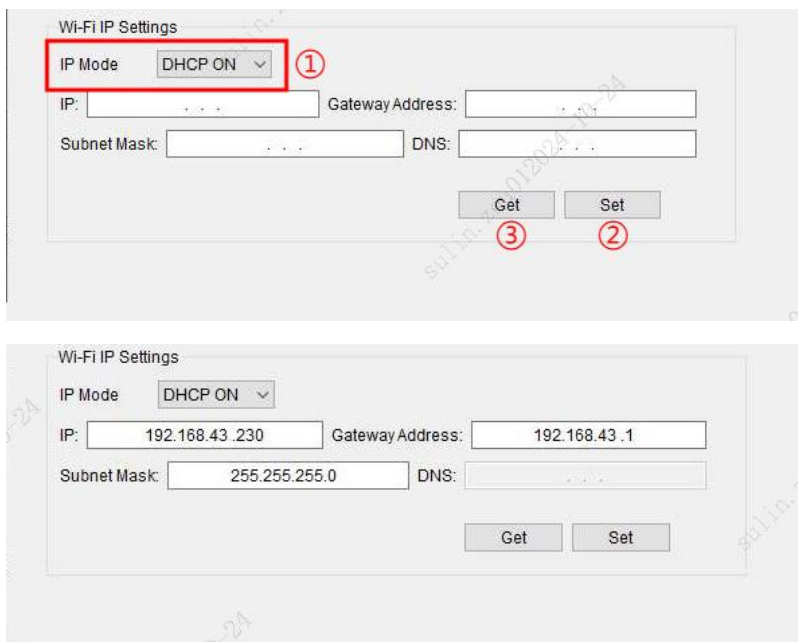 Wi-Fi IP Settings
IP Mode DHCP ON ①
IP: . . . Gateway Address: . . .
Subnet Mask: . . . DNS: . . .
Get Set
③ ②
Wi-Fi IP Settings
IP Mode DHCP ON
IP: 192.168.43 .230 Gateway Address: 192.168.43 .1
Subnet Mask: 255.255.255.0 DNS: . . .
Get Set